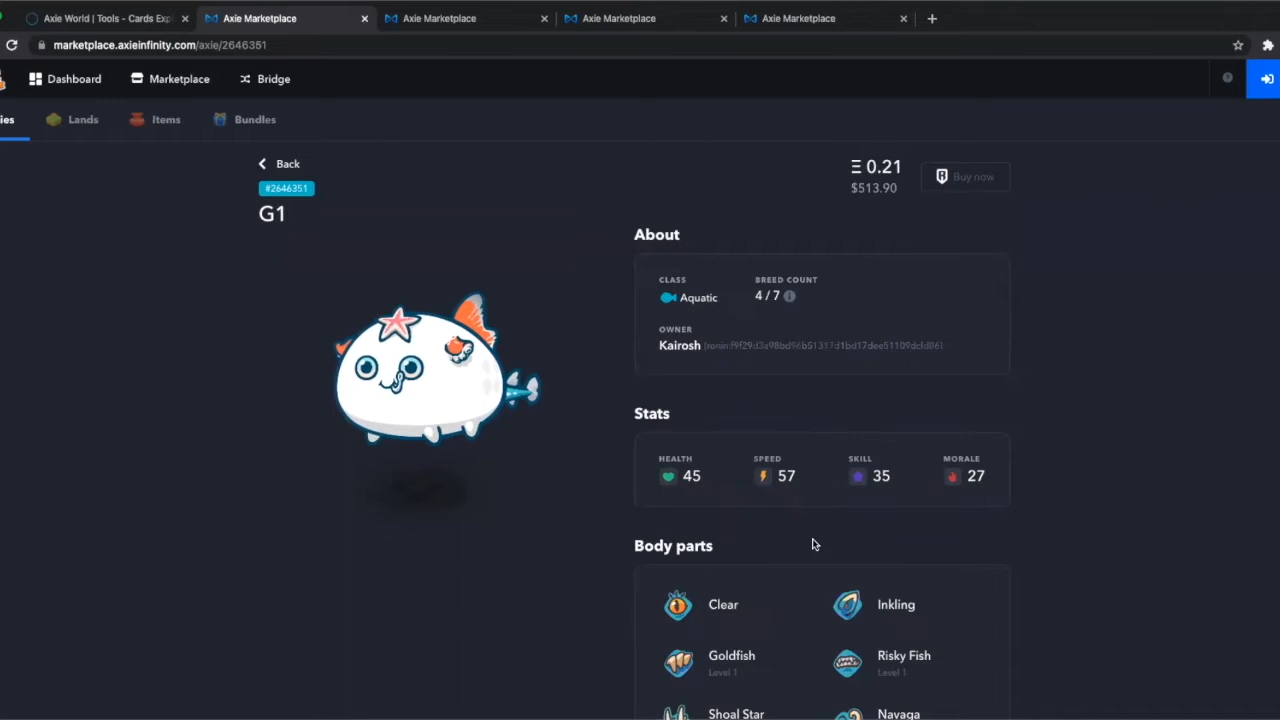 Axie World | Tools - Cards Exp
Axie Marketplace
Axie Marketplace
Axie Marketplace
Axie Marketplace
marketplace.axieinfinity.com/axie/2646351
Dashboard
Marketplace
Bridge
ies
Lands
Items
Bundles
Back
Ξ 0.21
$513.90
Buy now
#2646351
G1
About
CLASS
BREED COUNT
Aquatic
4 / 7
OWNER
Kairosh
Stats
HEALTH
SPEED
SKILL
MORALE
45
57
35
27
Body parts
Clear
Inkling
Goldfish
Risky Fish
Level 1
Level 1
Shoal Star
Navaga